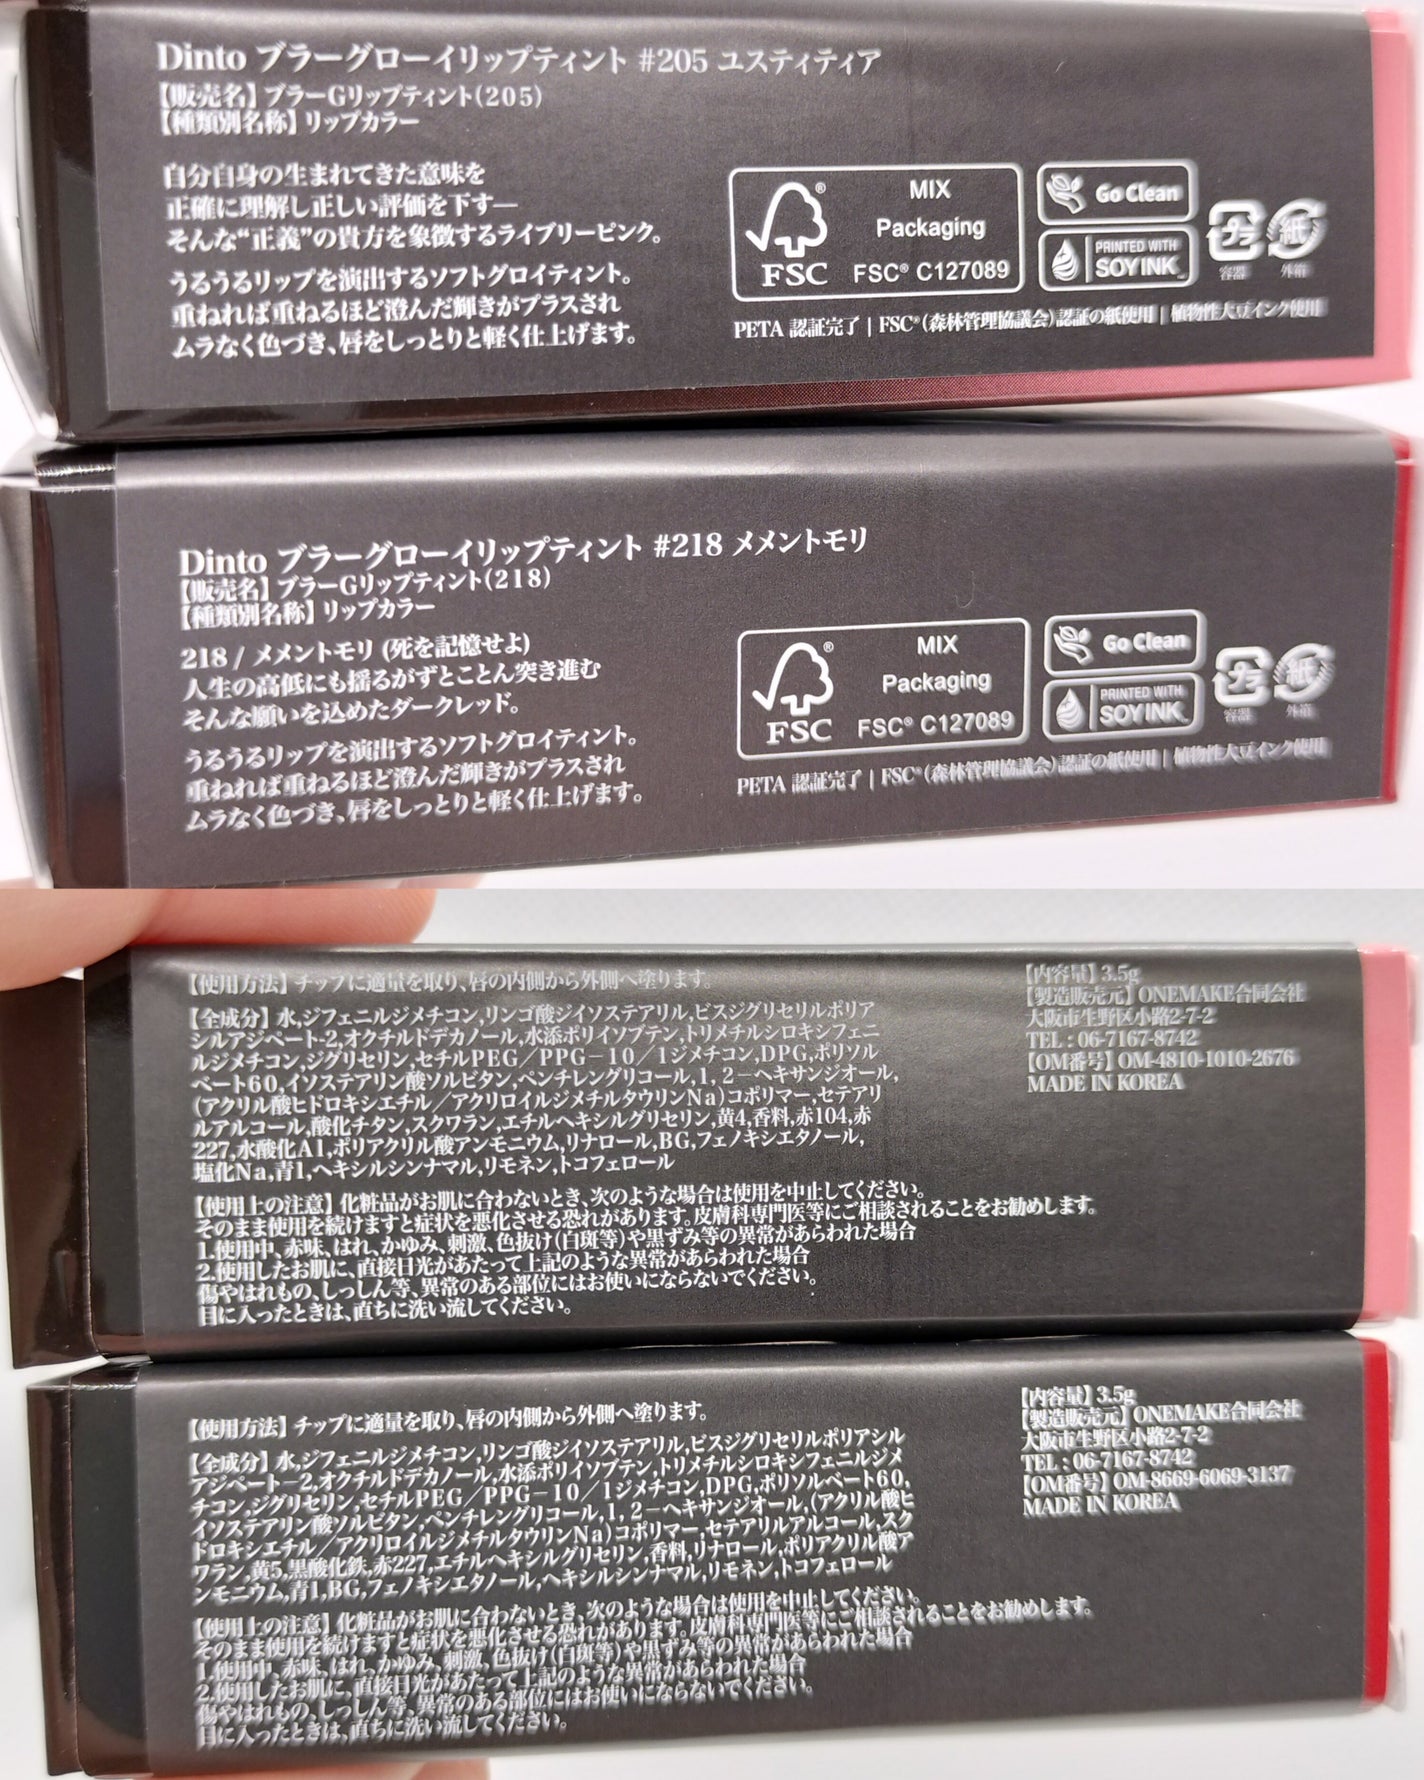 Dinto ブラーグローイリップティント #205 ユスティティア
【販売名】ブラーGリップティント(205)
【種類別名称】リップカラー
自分自身の生まれてきた意味を
正確に理解し正しい評価を下す―
そんな“正義”の貴方を象徴するライブリーピンク。
うるうるリップを演出するソフトグロイティント。
重ねれば重ねるほど澄んだ輝きがプラスされ
ムラなく色づき、唇をしっとりと軽く仕上げます。
FSC®
MIX
Packaging
FSC® C127089
Go Clean
PRINTED WITH
SOY INK
プラ
容器
紙
外箱
PETA 認証完了 | FSC®(森林管理協議会)認証の紙使用 | 植物性大豆インク使用
Dinto ブラーグローイリップティント #218 メメントモリ
【販売名】ブラーGリップティント(218)
【種類別名称】リップカラー
218 / メメントモリ (死を記憶せよ)
人生の高低にも揺るがずとことん突き進む
そんな願いを込めたダークレッド。
うるうるリップを演出するソフトグロイティント。
重ねれば重ねるほど澄んだ輝きがプラスされ
ムラなく色づき、唇をしっとりと軽く仕上げます。
FSC®
MIX
Packaging
FSC® C127089
Go Clean
PRINTED WITH
SOY INK
プラ
容器
紙
外箱
PETA 認証完了 | FSC®(森林管理協議会)認証の紙使用 | 植物性大豆インク使用
【使用方法】チップに適量を取り、唇の内側から外側へ塗ります。
【全成分】水,ジフェニルジメチコン,リンゴ酸ジイソステアリル,ビスジグリセリルポリア
シルアジペート-2,オクチルドデカノール,水添ポリイソブテン,トリメチルシロキシフェニ
ルジメチコン,ジグリセリン,セチルPEG/PPG-10/1ジメチコン,DPG,ポリソル
ベート60,イソステアリン酸ソルビタン,ペンチレングリコール,1,2-ヘキサンジオール,
(アクリル酸ヒドロキシエチル/アクリロイルジメチルタウリンNa)コポリマー,セテアリ
ルアルコール,酸化チタン,スクワラン,エチルヘキシルグリセリン,黄4,香料,赤104,赤
227,水酸化Al,ポリアクリル酸アンモニウム,リナロール,BG,フェノキシエタノール,
塩化Na,青1,ヘキシルシンナマル,リモネン,トコフェロール
【使用上の注意】化粧品がお肌に合わないとき、次のような場合は使用を中止してください。
そのまま使用を続けますと症状を悪化させる恐れがあります。皮膚科専門医等にご相談されることをお勧めします。
1.使用中、赤味、はれ、かゆみ、刺激、色抜け(白斑等)や黒ずみ等の異常があらわれた場合
2.使用したお肌に、直接日光があたって上記のような異常があらわれた場合
傷やはれもの、しっしん等、異常のある部位にはお使いにならないでください。
目に入ったときは、直ちに洗い流してください。
【内容量】3.5g
【製造販売元】ONEMAKE合同会社
大阪市生野区小路2-7-2
TEL : 06-7167-8742
【OM番号】OM-4810-1010-2676
MADE IN KOREA
【使用方法】チップに適量を取り、唇の内側から外側へ塗ります。
【全成分】水,ジフェニルジメチコン,リンゴ酸ジイソステアリル,ビスジグリセリルポリアシル
アジペート-2,オクチルドデカノール,水添ポリイソブテン,トリメチルシロキシフェニルジメ
チコン,ジグリセリン,セチルPEG/PPG-10/1ジメチコン,DPG,ポリソルベート60,
イソステアリン酸ソルビタン,ペンチレングリコール,1,2-ヘキサンジオール,(アクリル酸ヒ
ドロキシエチル/アクリロイルジメチルタウリンNa)コポリマー,セテアリルアルコール,スク
ワラン,黄5,黒酸化鉄,赤227,エチルヘキシルグリセリン,香料,リナロール,ポリアクリル酸ア
ンモニウム,青1,BG,フェノキシエタノール,ヘキシルシンナマル,リモネン,トコフェロール
【使用上の注意】化粧品がお肌に合わないとき、次のような場合は使用を中止してください。
そのまま使用を続けますと症状を悪化させる恐れがあります。皮膚科専門医等にご相談されることをお勧めします。
1.使用中、赤味、はれ、かゆみ、刺激、色抜け(白斑等)や黒ずみ等の異常があらわれた場合
2.使用したお肌に、直接日光があたって上記のような異常があらわれた場合
傷やはれもの、しっしん等、異常のある部位にはお使いにならないでください。
目に入ったときは、直ちに洗い流してください。
【内容量】3.5g
【製造販売元】ONEMAKE合同会社
大阪市生野区小路2-7-2
TEL : 06-7167-8742
【OM番号】OM-8669-6069-3137
MADE IN KOREA